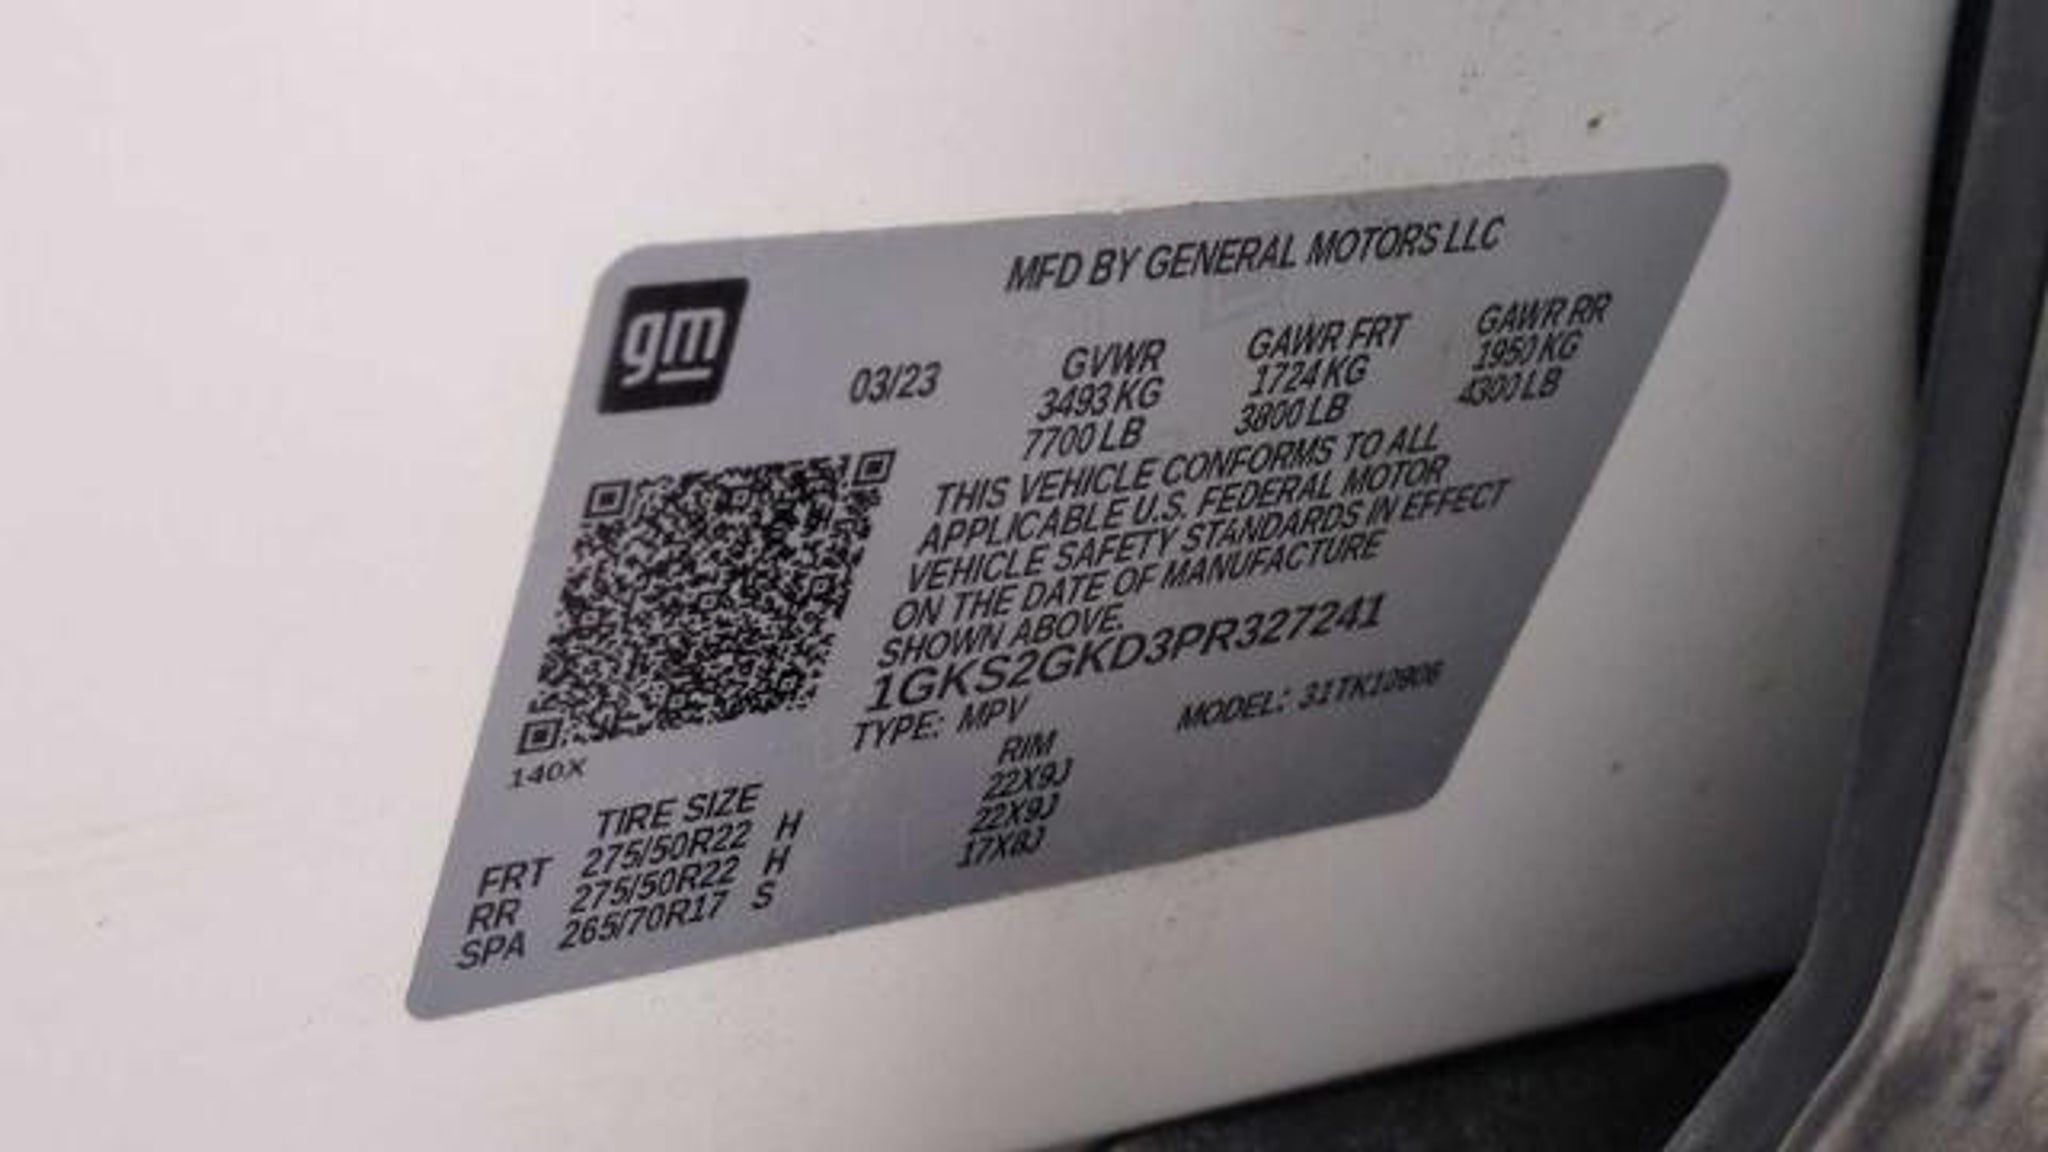 gm
MFD BY GENERAL MOTORS LLC
03/23 GVWR GAWR FRT GAWR RR
3493 KG 1724 KG 1950 KG
7700 LB 3800 LB 4300 LB
THIS VEHICLE CONFORMS TO ALL
APPLICABLE U.S. FEDERAL MOTOR
VEHICLE SAFETY STANDARDS IN EFFECT
ON THE DATE OF MANUFACTURE
SHOWN ABOVE.
1GKS2GKD3PR327241
TYPE: MPV MODEL: 31TK10906
140X
TIRE SIZE RIM
FRT 275/50R22 H 22X9J
RR 275/50R22 H 22X9J
SPA 265/70R17 S 17X8J